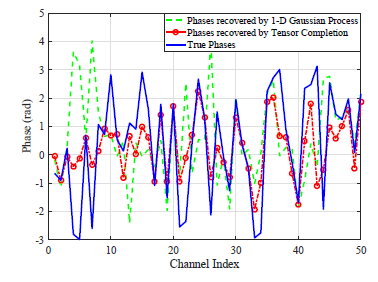 Phases recovered by 1-D Gaussian Process
Phases recovered by Tensor Completion
True Phases
5
4
3
2
1
0
-1
-2
-3
Phase (rad)
0 10 20 30 40 50
Channel Index